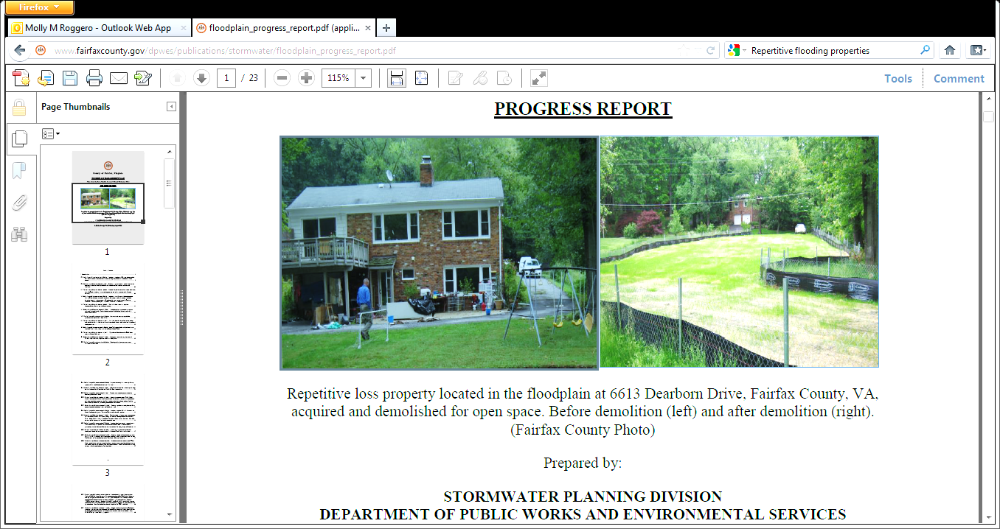 Firefox
Molly M Roggero - Outlook Web App
floodplain_progress_report.pdf (appli...
www.fairfaxcounty.gov/dpwes/publications/stormwater/floodplain_progress_report.pdf
Repertitive flooding properties
1 / 23
115%
Tools
Comment
Page Thumbnails
1
2
3
PROGRESS REPORT
Repetitive loss property located in the floodplain at 6613 Dearborn Drive, Fairfax County, VA,
acquired and demolished for open space. Before demolition (left) and after demolition (right).
(Fairfax County Photo)
Prepared by:
STORMWATER PLANNING DIVISION
DEPARTMENT OF PUBLIC WORKS AND ENVIRONMENTAL SERVICES